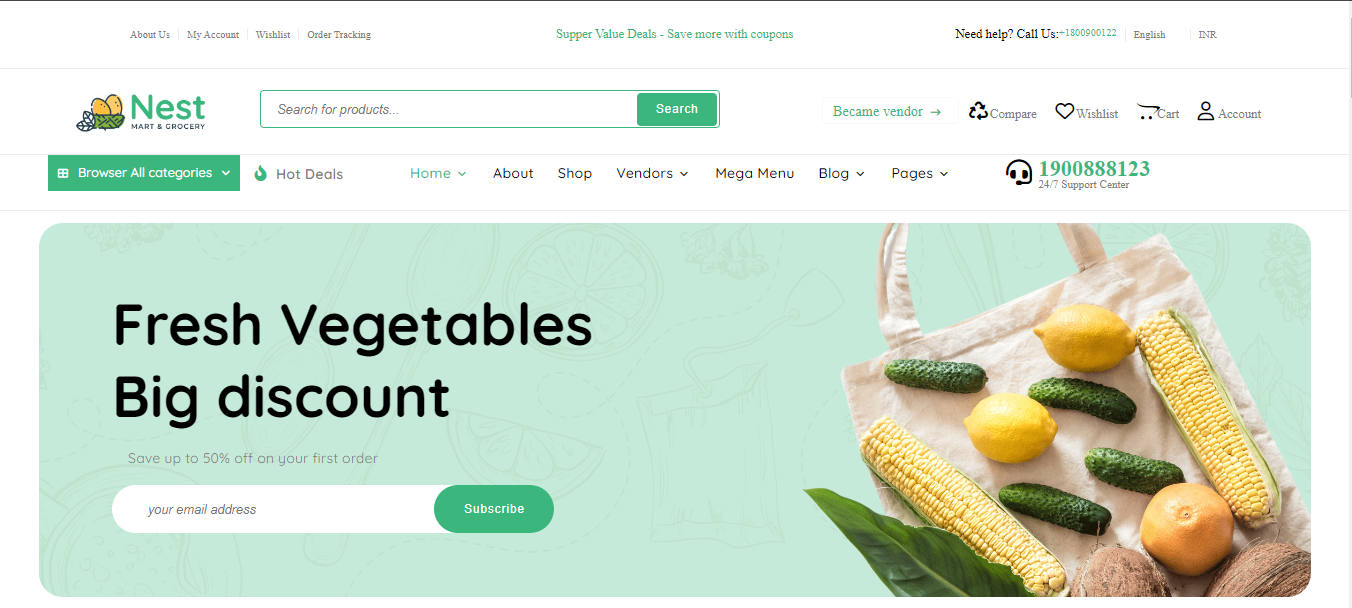 About Us My Account Wishlist Order Tracking Supper Value Deals - Save more with coupons Need help? Call Us:+1800900122 English INR
Nest
MART & GROCERY
Search for products... Search Became vendor → Compare Wishlist Cart Account
Browser All categories Hot Deals Home About Shop Vendors Mega Menu Blog Pages 1900888123
24/7 Support Center
Fresh Vegetables
Big discount
Save up to 50% off on your first order
your email address Subscribe